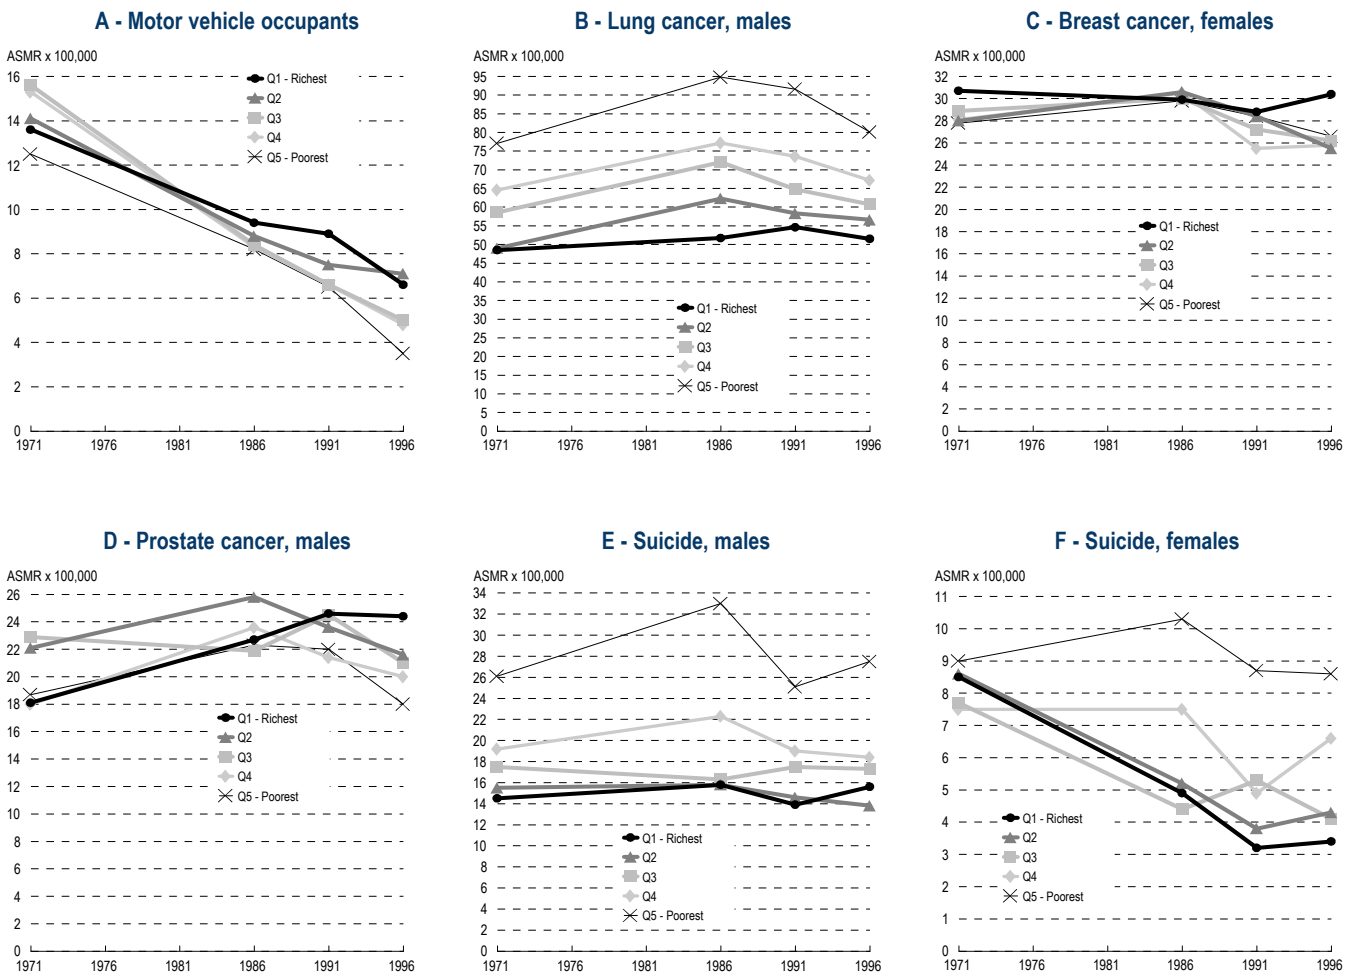 A - Motor vehicle occupants
ASMR x 100,000
16
14
12
10
8
6
4
2
0
1971 1976 1981 1986 1991 1996
Q1 - Richest
Q2
Q3
Q4
Q5 - Poorest
B - Lung cancer, males
ASMR x 100,000
95
90
85
80
75
70
65
60
55
50
45
40
35
30
25
20
15
10
5
0
1971 1976 1981 1986 1991 1996
Q1 - Richest
Q2
Q3
Q4
Q5 - Poorest
C - Breast cancer, females
ASMR x 100,000
32
30
28
26
24
22
20
18
16
14
12
10
8
6
4
2
0
1971 1976 1981 1986 1991 1996
Q1 - Richest
Q2
Q3
Q4
Q5 - Poorest
D - Prostate cancer, males
ASMR x 100,000
26
24
22
20
18
16
14
12
10
8
6
4
2
0
1971 1976 1981 1986 1991 1996
Q1 - Richest
Q2
Q3
Q4
Q5 - Poorest
E - Suicide, males
ASMR x 100,000
34
32
30
28
26
24
22
20
18
16
14
12
10
8
6
4
2
0
1971 1976 1981 1986 1991 1996
Q1 - Richest
Q2
Q3
Q4
Q5 - Poorest
F - Suicide, females
ASMR x 100,000
11
10
9
8
7
6
5
4
3
2
1
0
1971 1976 1981 1986 1991 1996
Q1 - Richest
Q2
Q3
Q4
Q5 - Poorest